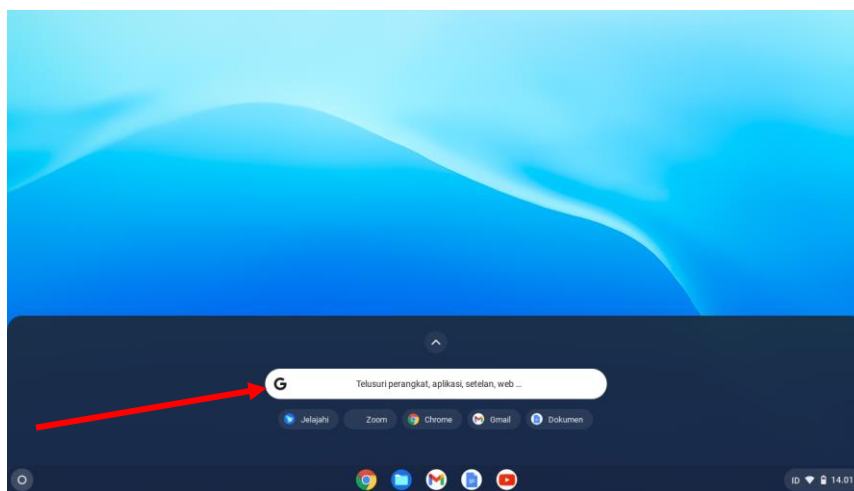 G Telusuri perangkat, aplikasi, setelan, web ...
Jelajahi Zoom Chrome Gmail Dokumen
ID 14.01